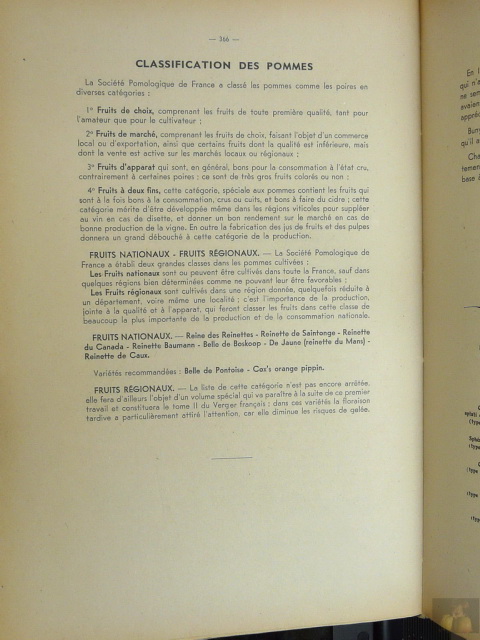 — 366 —
CLASSIFICATION DES POMMES
La Société Pomologique de France a classé les pommes comme les poires en
diverses catégories :
1° Fruits de choix, comprenant les fruits de toute première qualité, tant pour
l'amateur que pour le cultivateur ;
2° Fruits de marché, comprenant les fruits de choix, faisant l'objet d'un commerce
local ou d'exportation, ainsi que certains fruits dont la qualité est inférieure, mais
dont la vente est active sur les marchés locaux ou régionaux ;
3° Fruits d'apparat qui sont, en général, bons pour la consommation à l'état cru,
contrairement à certaines poires ; ce sont de très gros fruits colorés ou non ;
4° Fruits à deux fins, cette catégorie, spéciale aux pommes contient les fruits qui
sont à la fois bons à la consommation, crus ou cuits, et bons à faire du cidre ; cette
catégorie mérite d'être développée même dans les régions viticoles pour suppléer
au vin en cas de disette, et donner un bon rendement sur le marché en cas de
bonne production de la vigne. En outre la fabrication des jus de fruits et des pulpes
donnera un grand débouché à cette catégorie de la production.
FRUITS NATIONAUX - FRUITS RÉGIONAUX. — La Société Pomologique de
France a établi deux grandes classes dans les pommes cultivées :
Les Fruits nationaux sont ou peuvent être cultivés dans toute la France, sauf dans
quelques régions bien déterminées comme ne pouvant leur être favorables ;
Les Fruits régionaux sont cultivés dans une région donnée, quelquefois réduite à
un département, voire même une localité ; c'est l'importance de la production,
jointe à la qualité et à l'apparat, qui feront classer les fruits dans cette classe de
beaucoup la plus importante de la production et de la consommation nationale.
FRUITS NATIONAUX. — Reine des Reinettes - Reinette de Saintonge - Reinette
du Canada - Reinette Baumann - Belle de Boskoop - De Jaune (reinette du Mans) -
Reinette de Caux.
Variétés recommandées : Belle de Pontoise - Cox's orange pippin.
FRUITS RÉGIONAUX. — La liste de cette catégorie n'est pas encore arrêtée,
elle fera d'ailleurs l'objet d'un volume spécial qui va paraître à la suite de ce premier
travail et constituera le tome II du Verger français ; dans ces variétés la floraison
tardive a particulièrement attiré l'attention, car elle diminue les risques de gelée.
En
qui n'a
ne sem
avaien
appréc
qu'il a
Cha
temen
base à
(type
(type
(type
(type